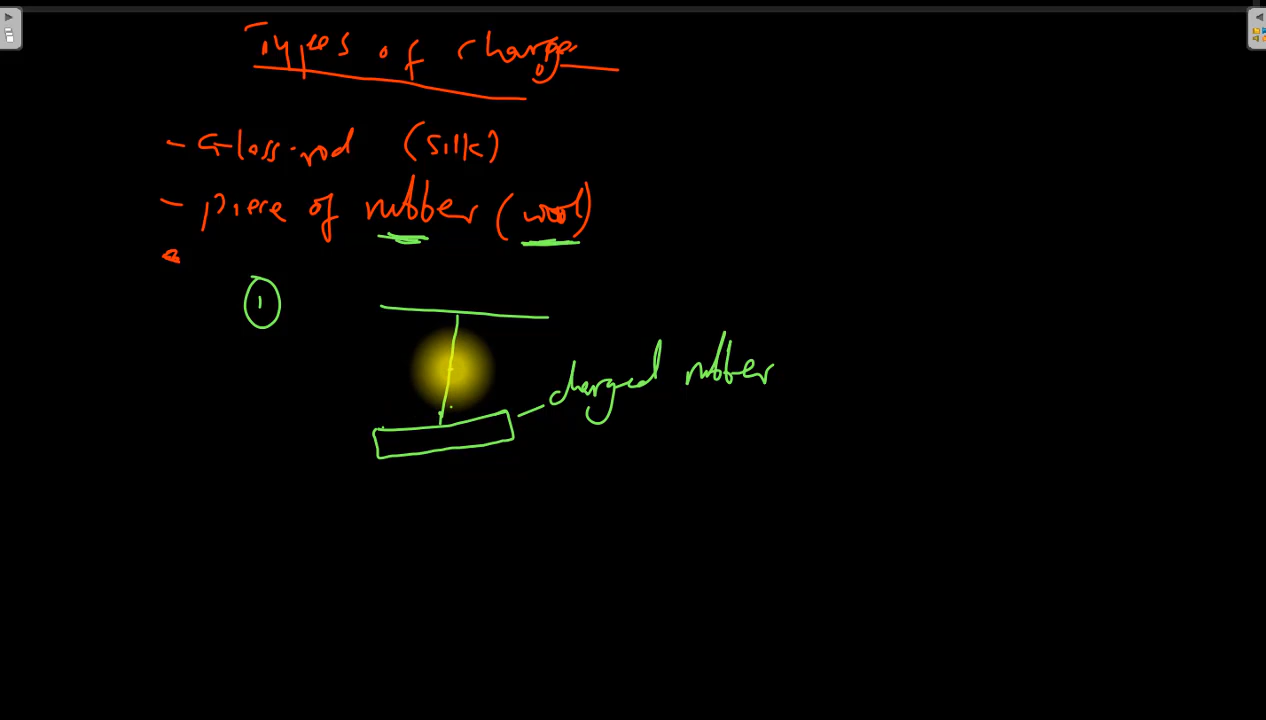 Types of charge
- Glass-rod (silk)
- piece of rubber (wool)
1
charged rubber